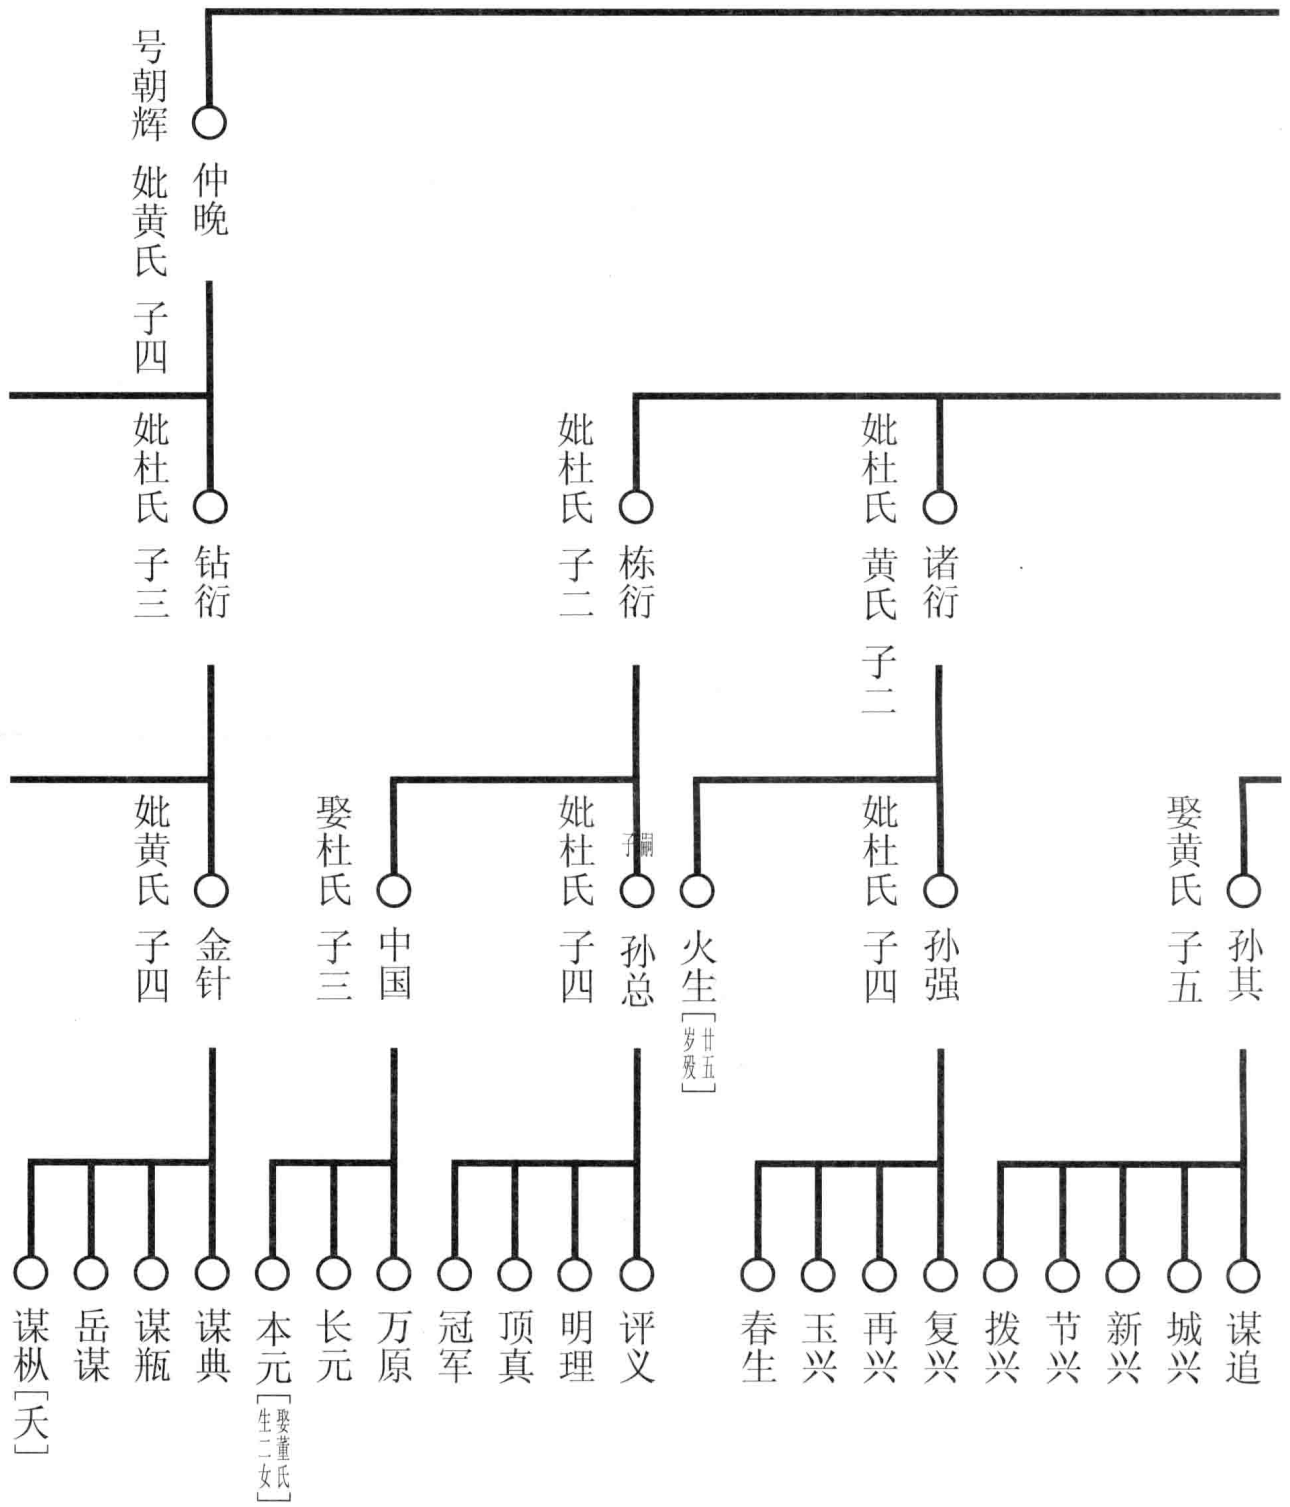 仲晚
号朝辉 妣黄氏 子四
诸衍
妣杜氏 黄氏 子二
栋衍
妣杜氏 子二
钻衍
妣杜氏 子三
孙其
娶黄氏 子五
孙强
妣杜氏 子四
火生[廿五
岁殁]
嗣
子
孙总
妣杜氏 子四
中国
娶杜氏 子三
金针
妣黄氏 子四
谋追
城兴
新兴
节兴
拨兴
复兴
再兴
玉兴
春生
评义
明理
顶真
冠军
万原
长元
本元[娶董氏
生二女]
谋典
谋瓶
岳谋
谋枞[夭]